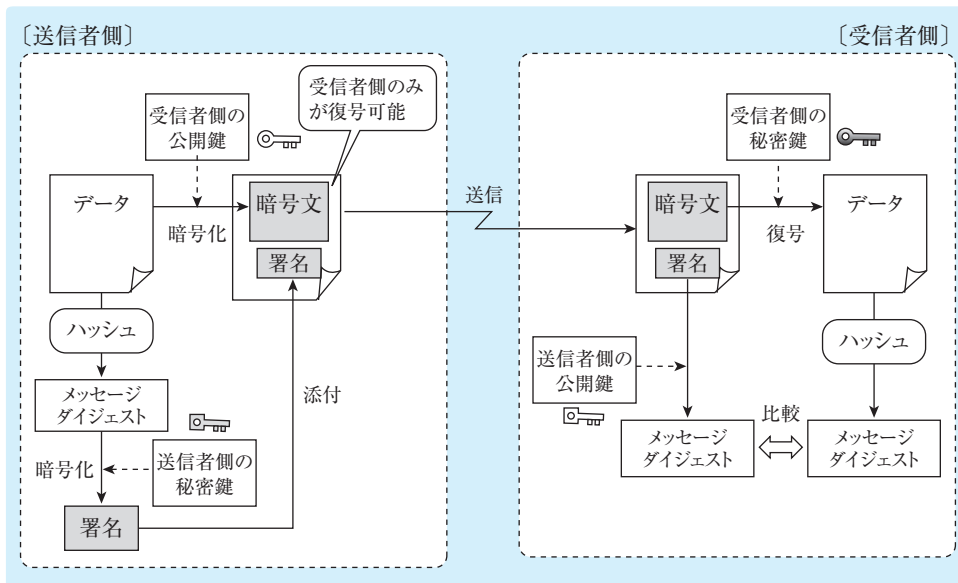 〔送信者側〕
受信者側の
公開鍵
受信者側のみ
が復号可能
データ
暗号化
暗号文
署名
ハッシュ
メッセージ
ダイジェスト
暗号化
送信者側の
秘密鍵
署名
添付
送信
〔受信者側〕
受信者側の
秘密鍵
暗号文
署名
復号
データ
ハッシュ
送信者側の
公開鍵
メッセージ
ダイジェスト
比較
メッセージ
ダイジェスト